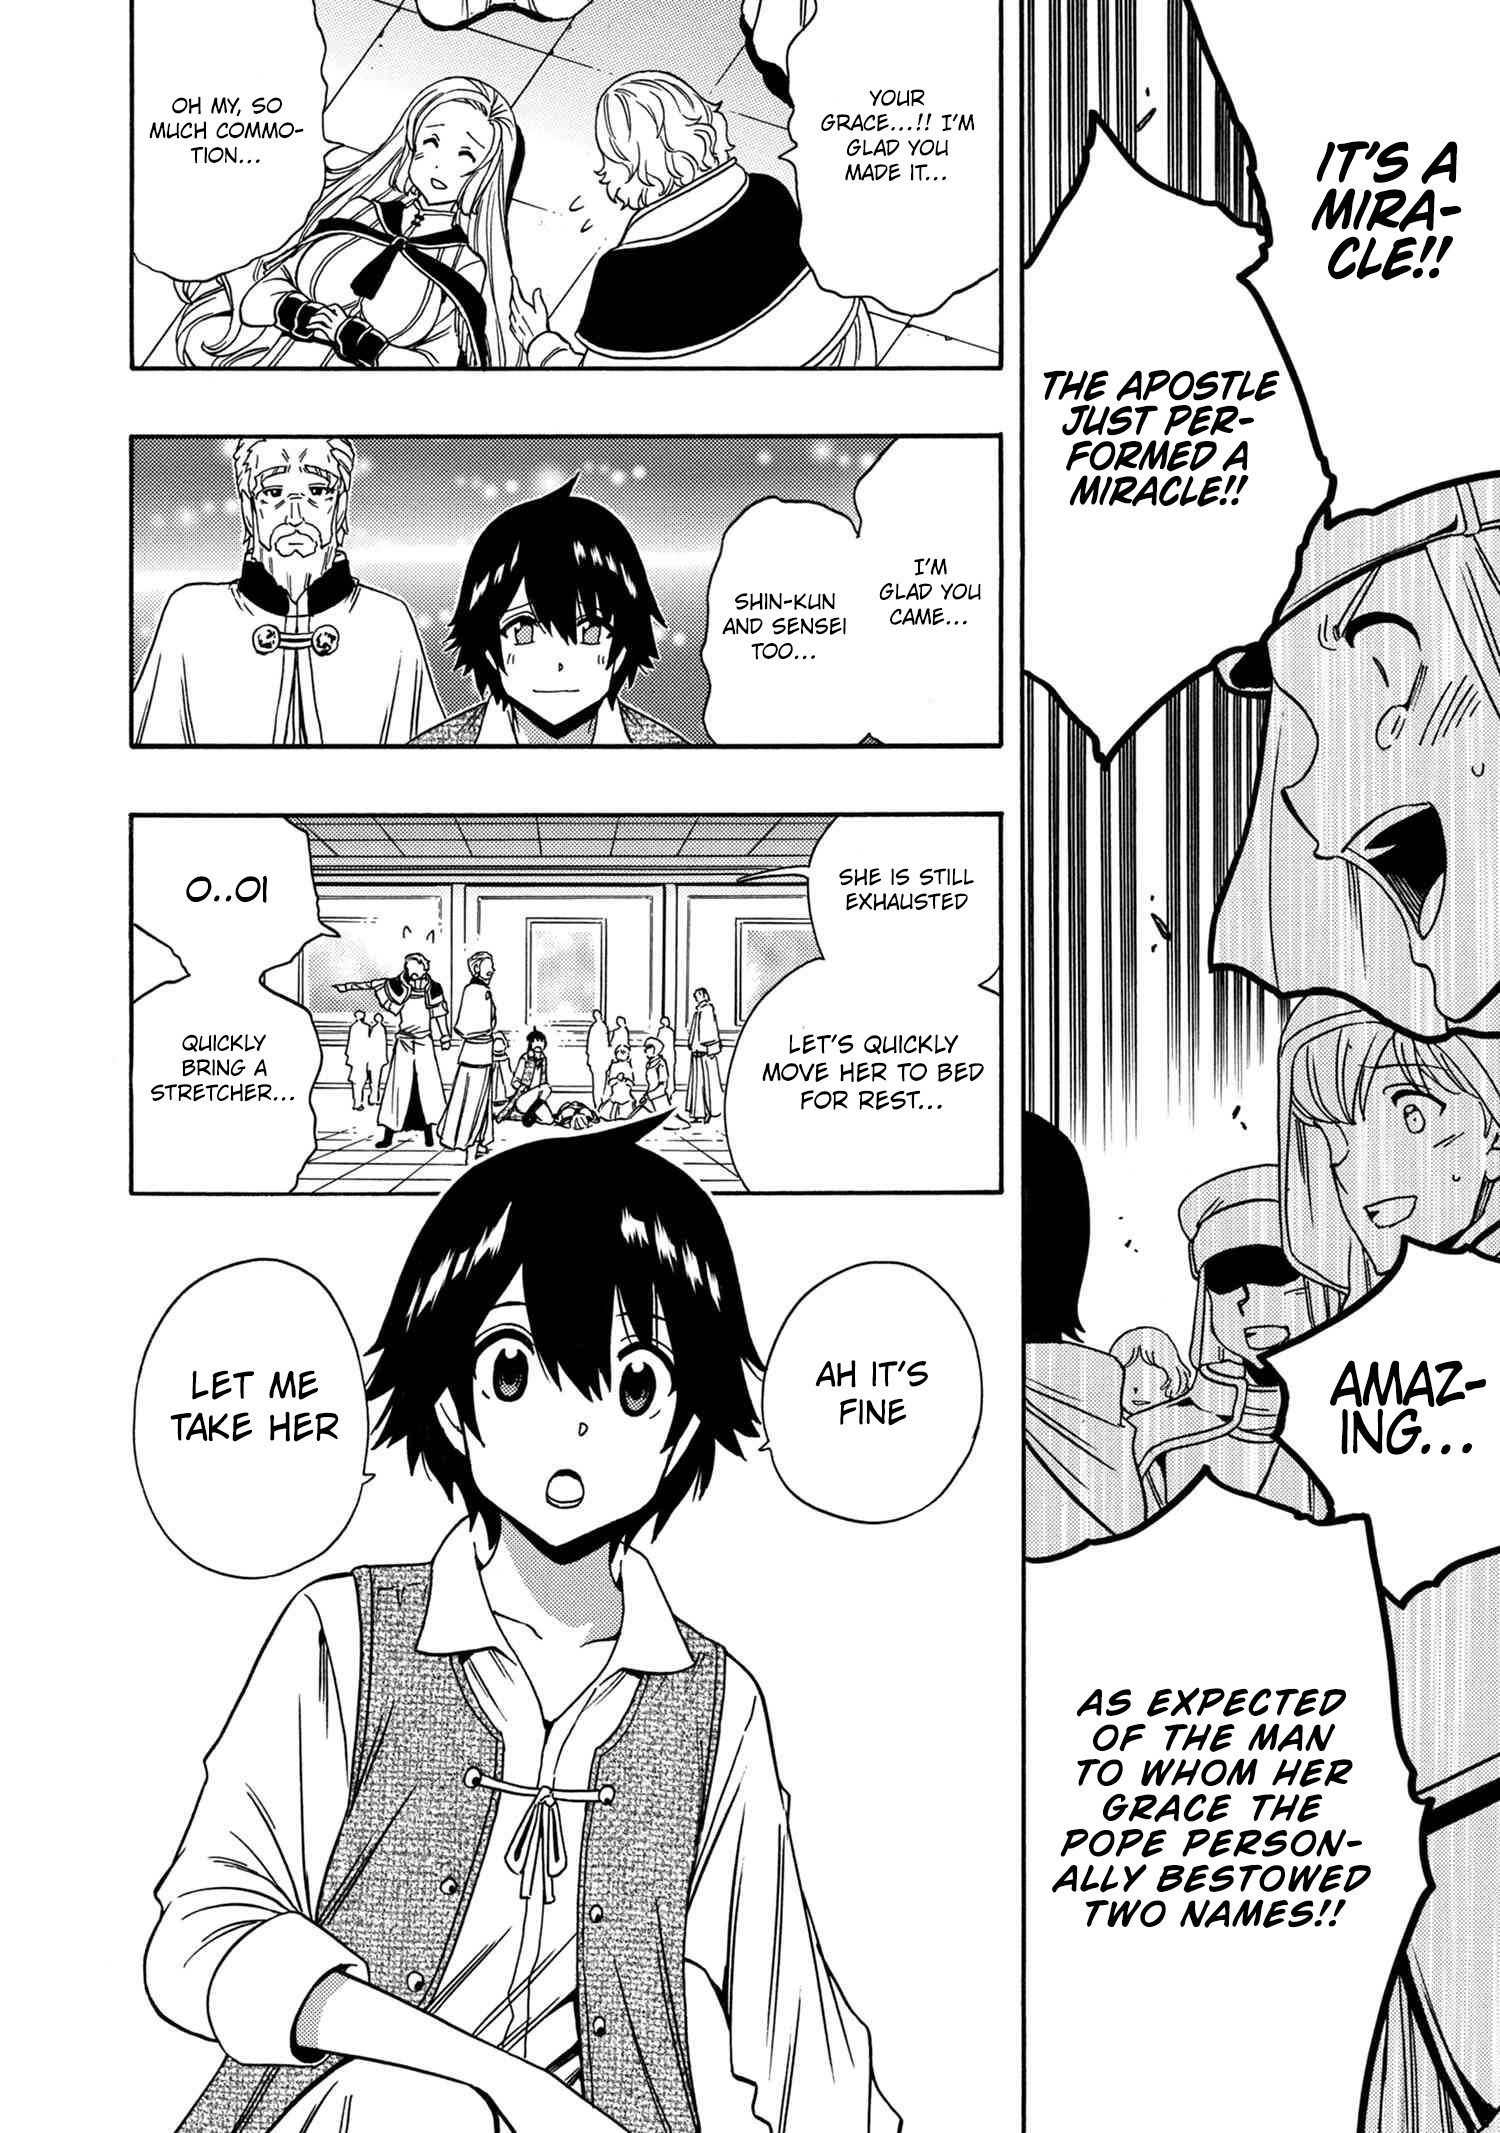 IT'S A
MIRA-
CLE!!
THE APOSTLE
JUST PER-
FORMED A
MIRACLE!!
AMAZ-
ING...
AS EXPECTED
OF THE MAN
TO WHOM HER
GRACE THE
POPE PERSON-
ALLY BESTOWED
TWO NAMES!!
YOUR
GRACE...!! I'M
GLAD YOU
MADE IT...
OH MY, SO
MUCH COMMO-
TION...
I'M
GLAD YOU
CAME...
SHIN-KUN
AND SENSEI
TOO...
SHE IS STILL
EXHAUSTED
LET'S QUICKLY
MOVE HER TO BED
FOR REST...
O..OI
QUICKLY
BRING A
STRETCHER...
AH IT'S
FINE
LET ME
TAKE HER